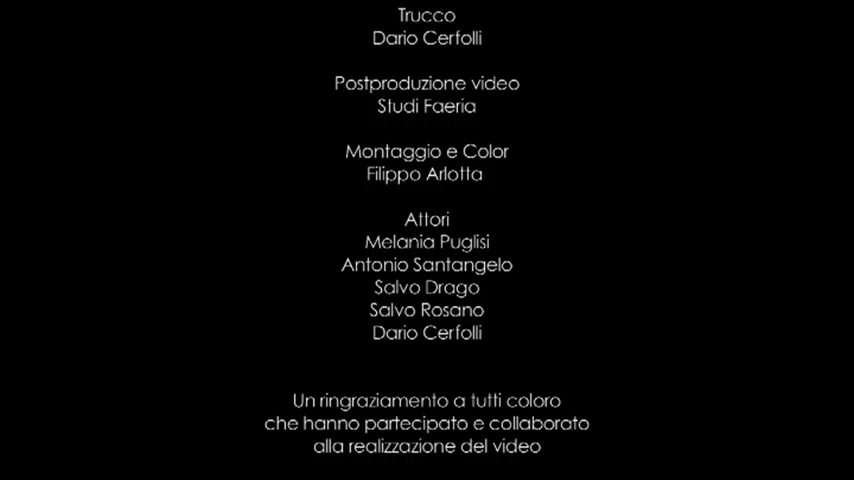 Trucco
Dario Cerfolli
Postproduzione video
Studi Faeria
Montaggio e Color
Filippo Arlotta
Attori
Melania Puglisi
Antonio Santangelo
Salvo Drago
Salvo Rosano
Dario Cerfolli
Un ringraziamento a tutti coloro
che hanno partecipato e collaborato
alla realizzazione del video